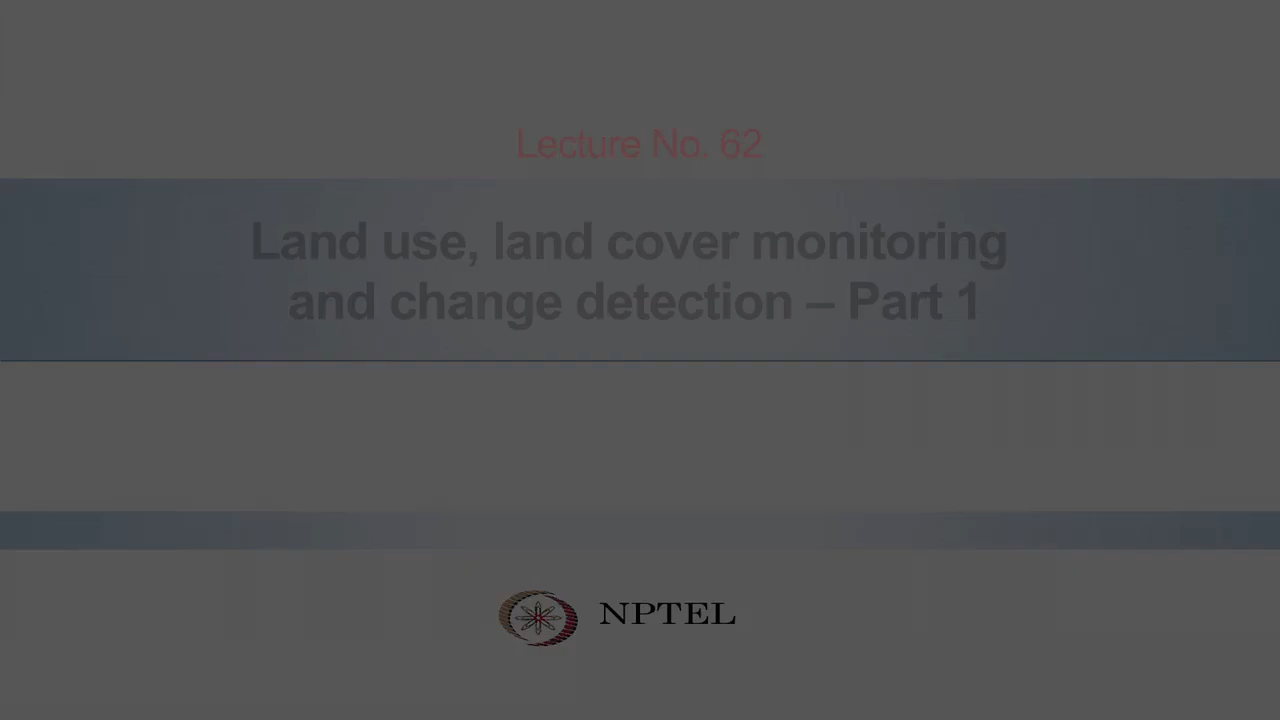 Lecture No. 62
Land use, land cover monitoring
and change detection – Part 1
NPTEL